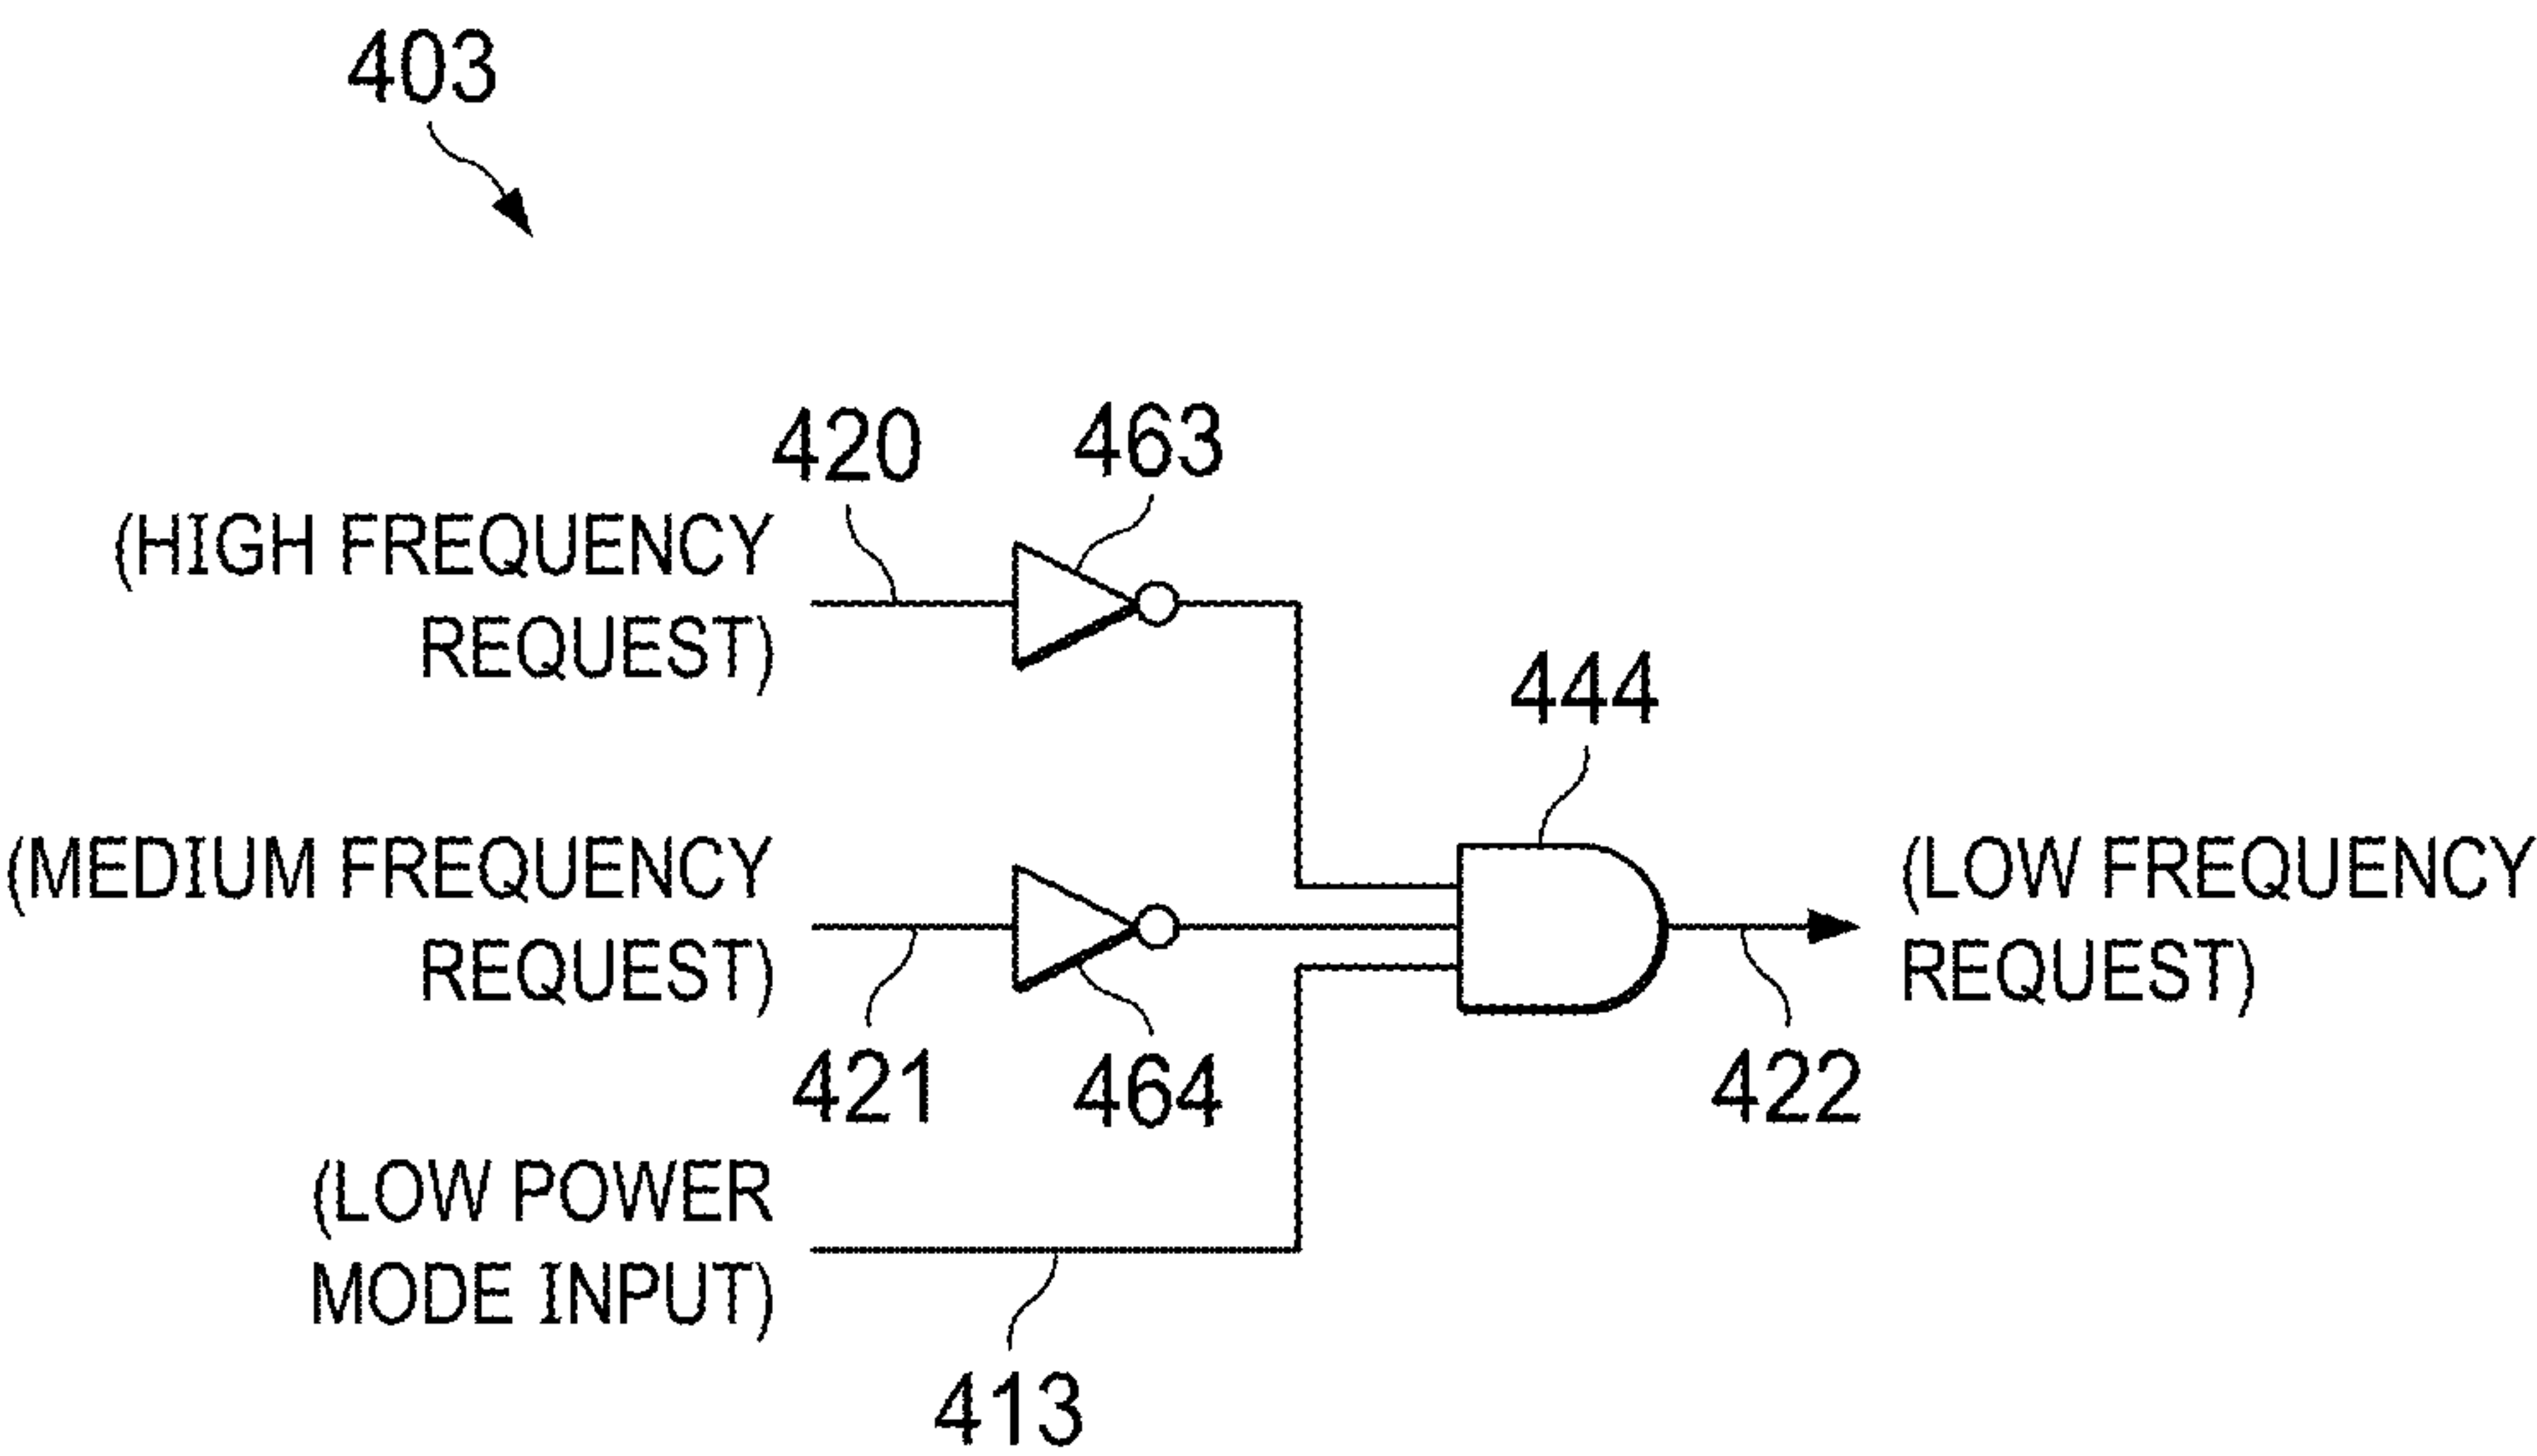 403
420
463
(HIGH FREQUENCY
REQUEST)
444
(MEDIUM FREQUENCY
REQUEST)
(LOW FREQUENCY
REQUEST)
421
464
422
(LOW POWER
MODE INPUT)
413